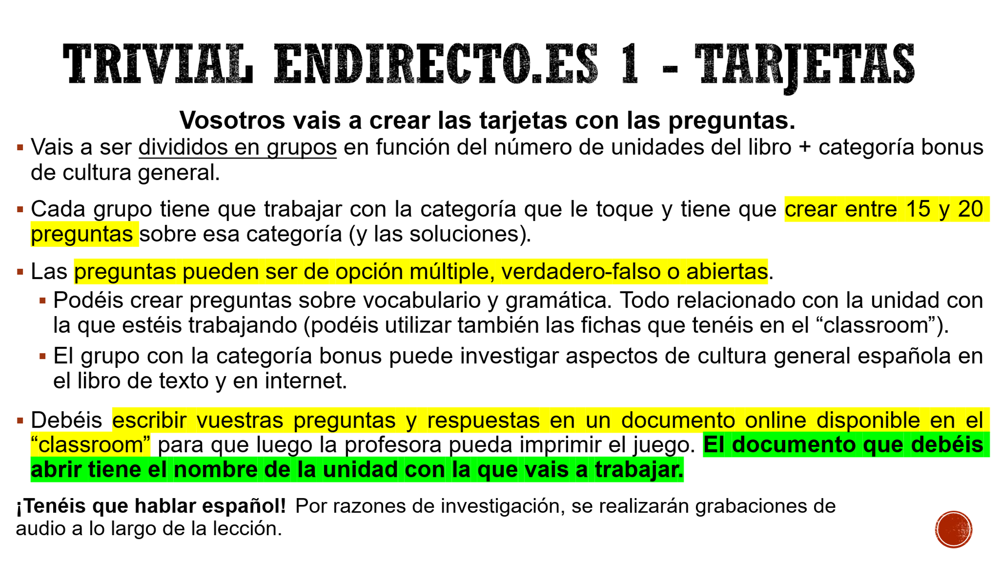 TRIVIAL ENDIRECTO.ES 1 - TARJETAS
Vosotros vais a crear las tarjetas con las preguntas.
▪ Vais a ser divididos en grupos en función del número de unidades del libro + categoría bonus
de cultura general.
▪ Cada grupo tiene que trabajar con la categoría que le toque y tiene que crear entre 15 y 20
preguntas sobre esa categoría (y las soluciones).
▪ Las preguntas pueden ser de opción múltiple, verdadero-falso o abiertas.
▪ Podéis crear preguntas sobre vocabulario y gramática. Todo relacionado con la unidad con
la que estéis trabajando (podéis utilizar también las fichas que tenéis en el “classroom”).
▪ El grupo con la categoría bonus puede investigar aspectos de cultura general española en
el libro de texto y en internet.
▪ Debéis escribir vuestras preguntas y respuestas en un documento online disponible en el
“classroom” para que luego la profesora pueda imprimir el juego. El documento que debéis
abrir tiene el nombre de la unidad con la que vais a trabajar.
¡Tenéis que hablar español! Por razones de investigación, se realizarán grabaciones de
audio a lo largo de la lección.